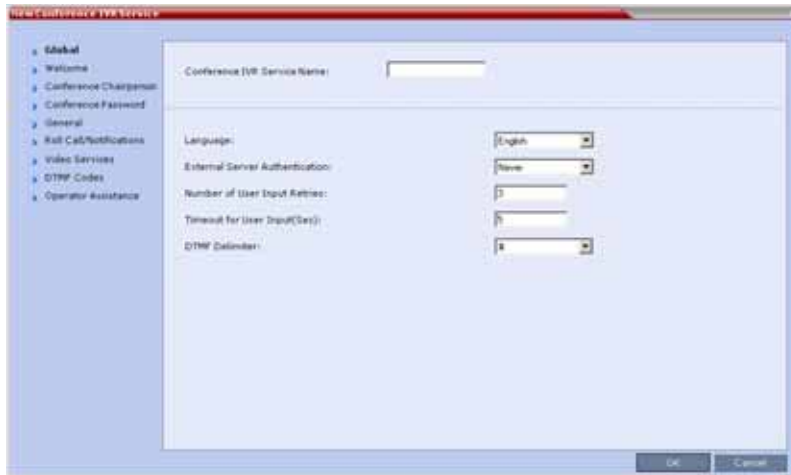 New Conference IVR Service
Global
Welcome
Conference Chairperson
Conference Password
General
Roll Call/Notifications
Video Services
DTMF Codes
Operator Assistance
Conference IVR Service Name:
Language: English
External Server Authentication: Never
Number of User Input Retries: 3
Timeout for User Input(Sec): 5
DTMF Delimiter: #
OK Cancel